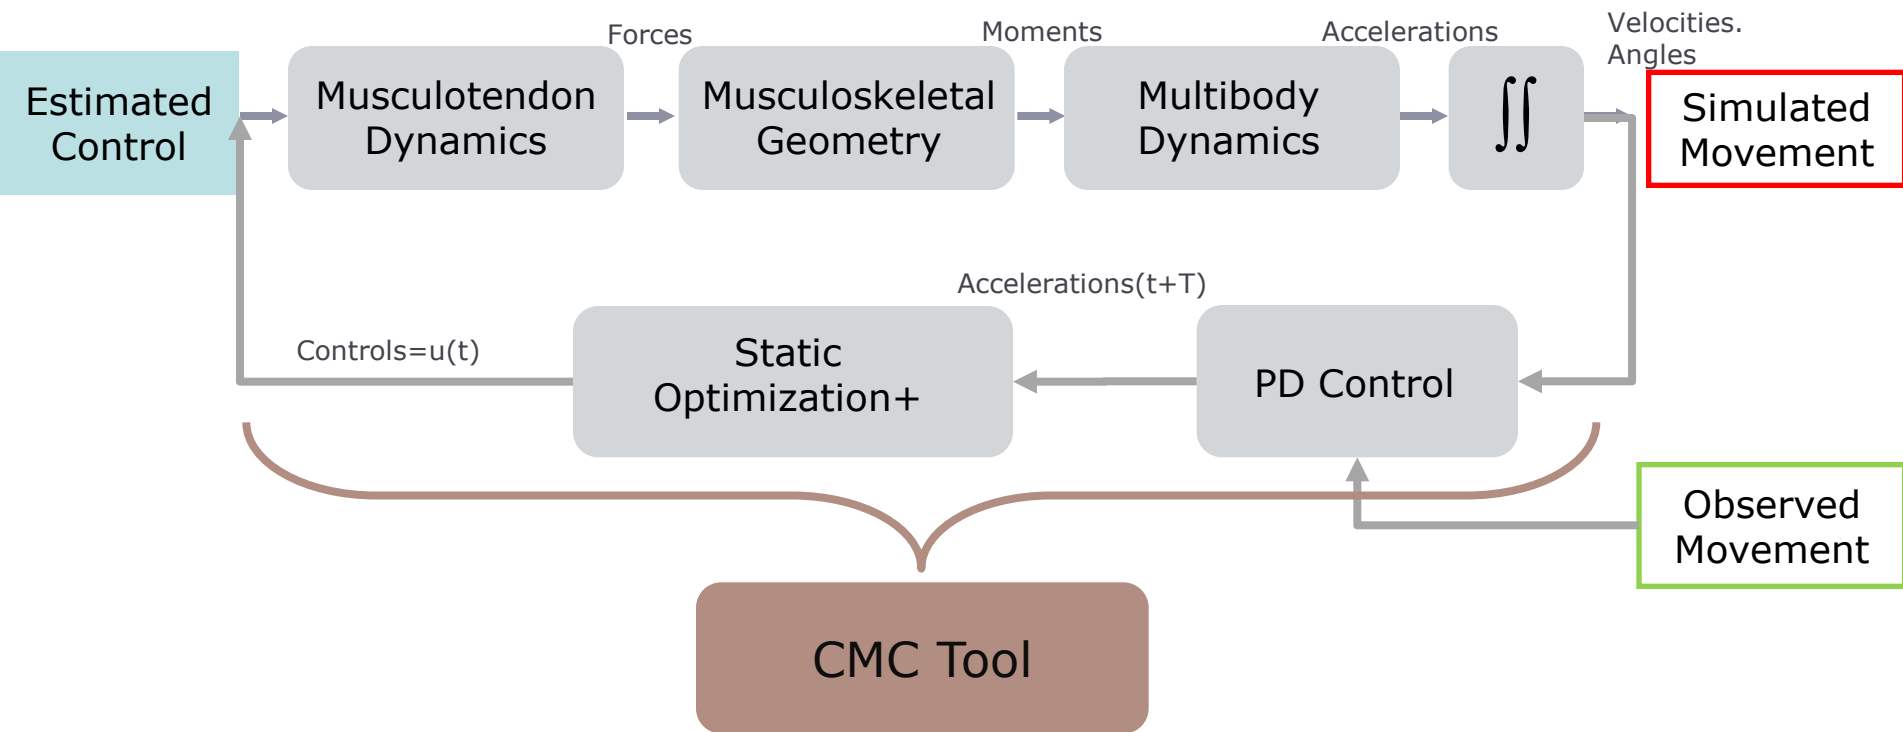 Estimated
Control
Musculotendon
Dynamics
Forces
Musculoskeletal
Geometry
Moments
Multibody
Dynamics
Accelerations
∫∫
Velocities.
Angles
Simulated
Movement
Accelerations(t+T)
Controls=u(t)
Static
Optimization+
PD Control
Observed
Movement
CMC Tool